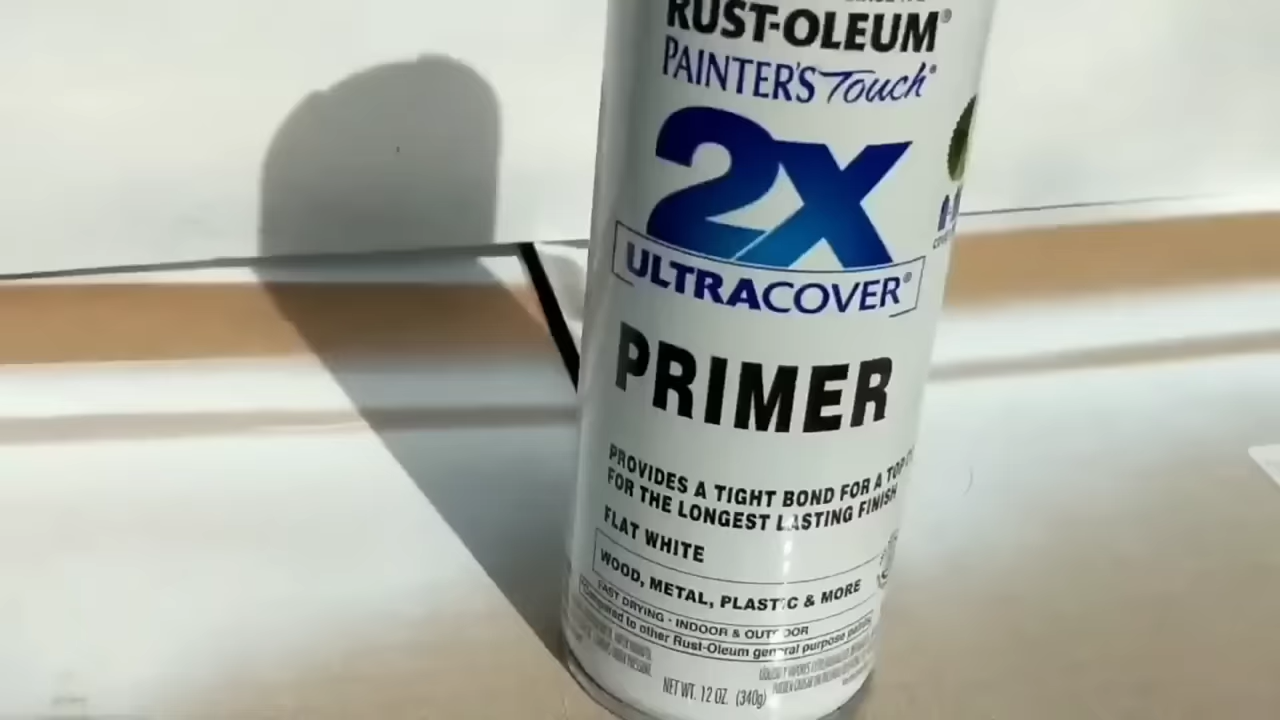 RUST-OLEUM®
PAINTER'S Touch®
2X
ULTRACOVER®
PRIMER
PROVIDES A TIGHT BOND FOR A TOP
FOR THE LONGEST LASTING FINISH
FLAT WHITE
WOOD, METAL, PLASTIC & MORE
FAST DRYING · INDOOR & OUTDOOR
Compared to other Rust-Oleum general purpose
NET WT. 12 OZ. (340g)